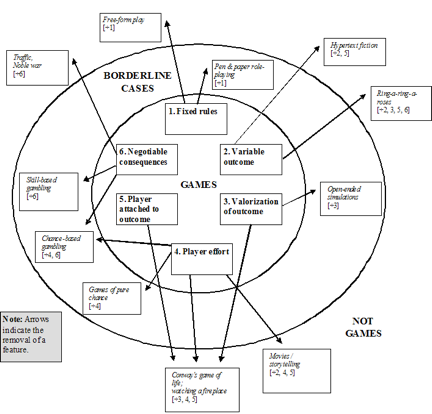 Free-form play
[÷1]
Traffic,
Noble war
[÷6]
Hypertext fiction
[÷2, 5]
BORDERLINE
CASES
Pen & paper role-
playing
[÷1]
Ring-a-ring-a-
roses
[÷2, 3, 5, 6]
1. Fixed rules
6. Negotiable
consequences
2. Variable
outcome
GAMES
Skill-based
gambling
[÷6]
5. Player
attached to
outcome
3. Valorization
of outcome
Open-ended
simulations
[÷3]
Chance-based
gambling
[÷4, 6]
4. Player effort
Games of pure
chance
[÷4]
Note: Arrows
indicate the
removal of a
feature.
NOT
GAMES
Conway's game of
life;
watching a fireplace
[÷3, 4, 5]
Movies /
storytelling
[÷2, 4, 5]